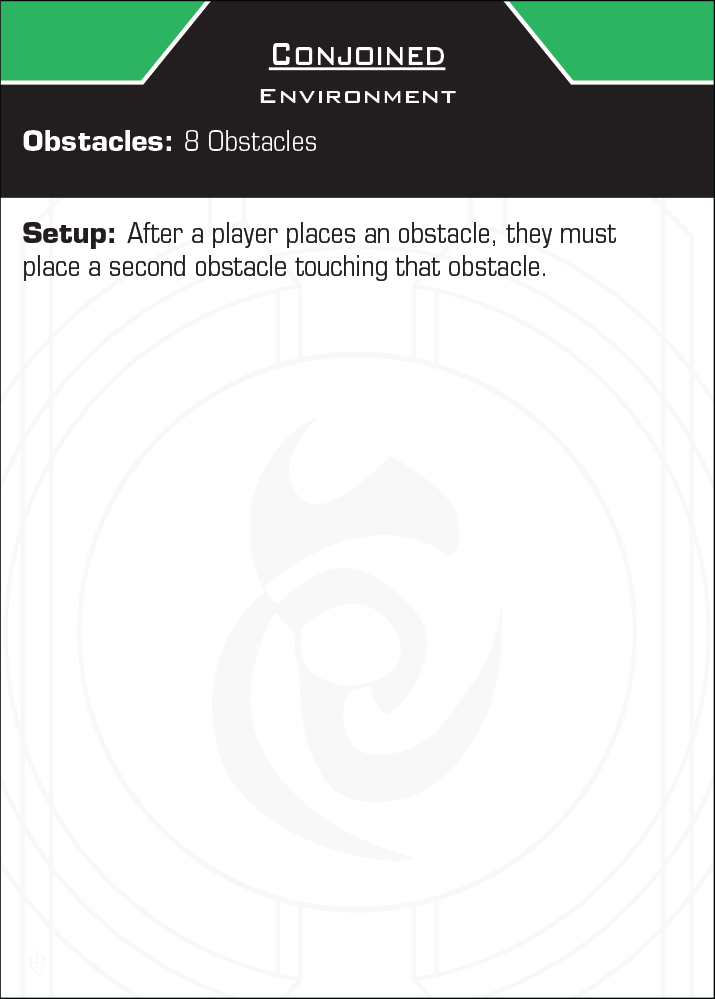 Conjoined
Environment
Obstacles: 8 Obstacles
Setup: After a player places an obstacle, they must
place a second obstacle touching that obstacle.